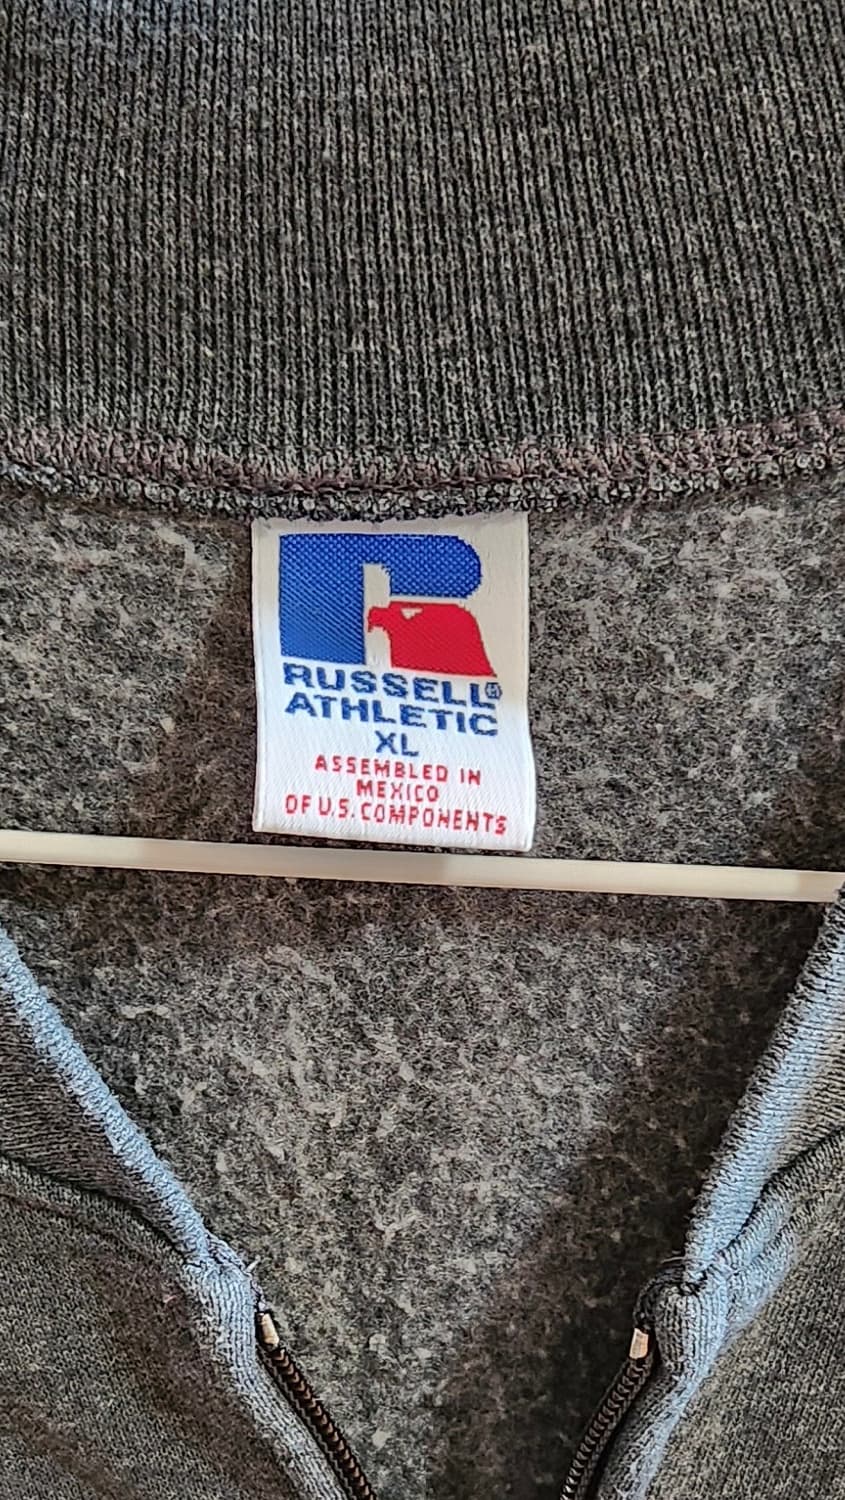 RUSSELL®
ATHLETIC
XL
ASSEMBLED IN
MEXICO
OF U.S. COMPONENTS